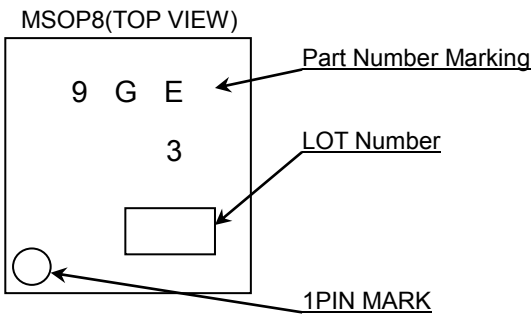 MSOP8(TOP VIEW)
Part Number Marking
9 G E
3
LOT Number
1PIN MARK